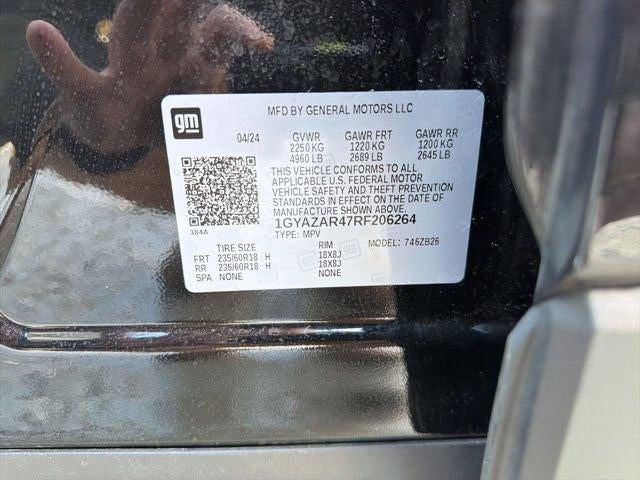 gm
MFD BY GENERAL MOTORS LLC
04/24 GVWR GAWR FRT GAWR RR
2250 KG 1220 KG 1200 KG
4960 LB 2689 LB 2645 LB
THIS VEHICLE CONFORMS TO ALL
APPLICABLE U.S. FEDERAL MOTOR
VEHICLE SAFETY AND THEFT PREVENTION
STANDARDS IN EFFECT ON THE DATE OF
MANUFACTURE SHOWN ABOVE.
1GYAZAR47RF206264
384A
TYPE: MPV MODEL: 746ZB26
TIRE SIZE RIM
FRT 235/60R18 H 18X8J
RR 235/60R18 H 18X8J
SPA NONE NONE